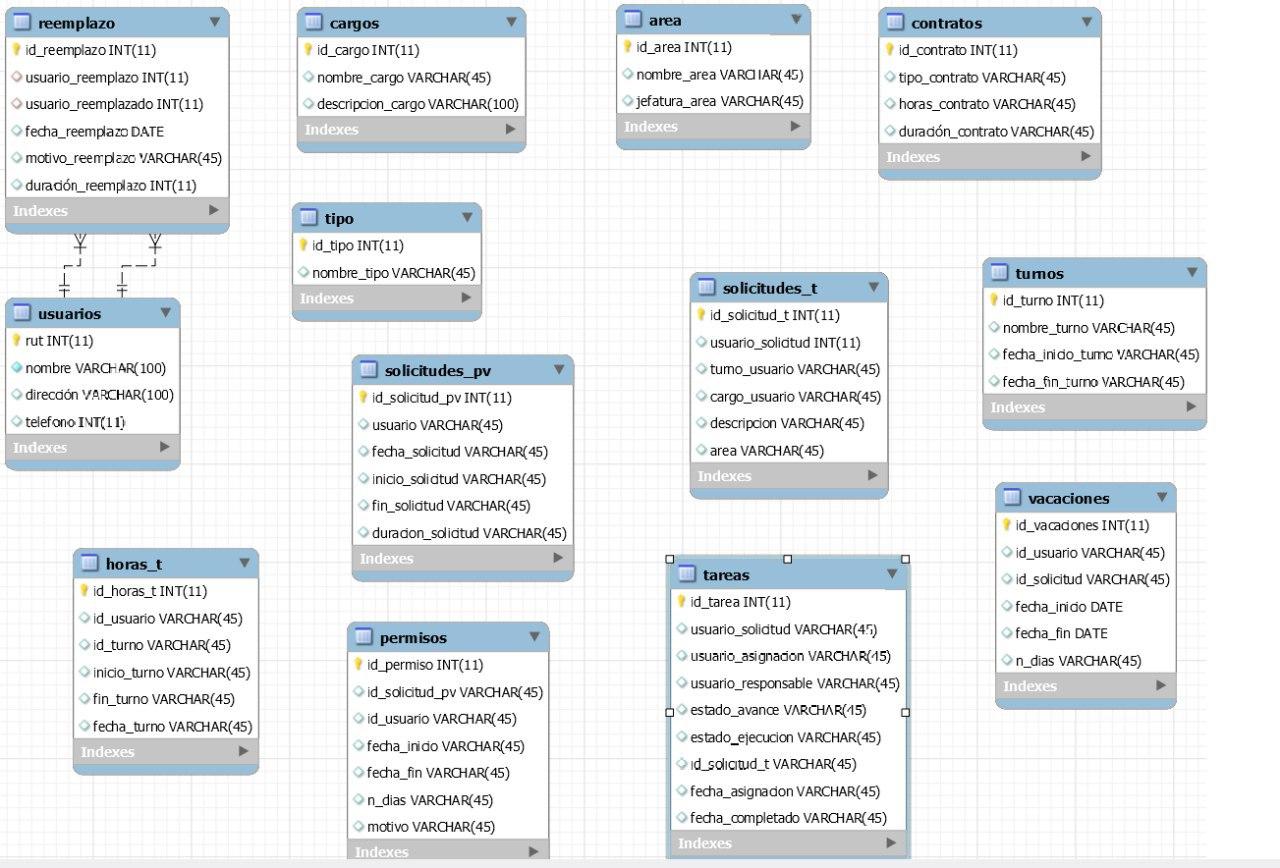 reemplazo
id_reemplazo INT(11)
usuario_reemplazo INT(11)
usuario_reemplazado INT(11)
fecha_reemplazo DATE
motivo_reemplazo VARCHAR(45)
duración_reemplazo INT(11)
Indexes
cargos
id_cargo INT(11)
nombre_cargo VARCHAR(45)
descripcion_cargo VARCHAR(100)
Indexes
area
id_area INT(11)
nombre_area VARCHAR(45)
jefatura_area VARCHAR(45)
Indexes
contratos
id_contrato INT(11)
tipo_contrato VARCHAR(45)
horas_contrato VARCHAR(45)
duración_contrato VARCHAR(45)
Indexes
tipo
id_tipo INT(11)
nombre_tipo VARCHAR(45)
Indexes
usuarios
rut INT(11)
nombre VARCHAR(100)
dirección VARCHAR(100)
telefono INT(11)
Indexes
solicitudes_t
id_solicitud_t INT(11)
usuario_solicitud INT(11)
turno_usuario VARCHAR(45)
cargo_usuario VARCHAR(45)
descripcion VARCHAR(45)
area VARCHAR(45)
Indexes
turnos
id_turno INT(11)
nombre_turno VARCHAR(45)
fecha_inicio_turno VARCHAR(45)
fecha_fin_turno VARCHAR(45)
Indexes
solicitudes_pv
id_solicitud_pv INT(11)
usuario VARCHAR(45)
fecha_solicitud VARCHAR(45)
inicio_solicitud VARCHAR(45)
fin_solicitud VARCHAR(45)
duracion_solicitud VARCHAR(45)
Indexes
vacaciones
id_vacaciones INT(11)
id_usuario VARCHAR(45)
id_solicitud VARCHAR(45)
fecha_inicio DATE
fecha_fin DATE
n_dias VARCHAR(45)
Indexes
horas_t
id_horas_t INT(11)
id_usuario VARCHAR(45)
id_turno VARCHAR(45)
inicio_turno VARCHAR(45)
fin_turno VARCHAR(45)
fecha_turno VARCHAR(45)
Indexes
permisos
id_permiso INT(11)
id_solicitud_pv VARCHAR(45)
id_usuario VARCHAR(45)
fecha_inicio VARCHAR(45)
fecha_fin VARCHAR(45)
n_dias VARCHAR(45)
motivo VARCHAR(45)
Indexes
tareas
id_tarea INT(11)
usuario_solicitud VARCHAR(45)
usuario_asignacion VARCHAR(45)
usuario_responsable VARCHAR(45)
estado_avance VARCHAR(45)
estado_ejecucion VARCHAR(45)
id_solicitud_t VARCHAR(45)
fecha_asignacion VARCHAR(45)
fecha_completado VARCHAR(45)
Indexes